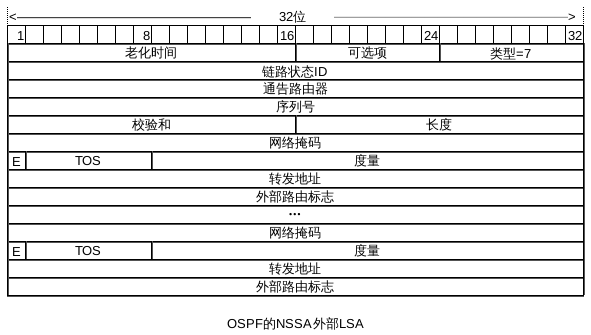 < 32位 >
1 8 16 24 32
老化时间 可选项 类型=7
链路状态ID
通告路由器
序列号
校验和 长度
网络掩码
E TOS 度量
转发地址
外部路由标志
...
网络掩码
E TOS 度量
转发地址
外部路由标志
OSPF的NSSA外部LSA